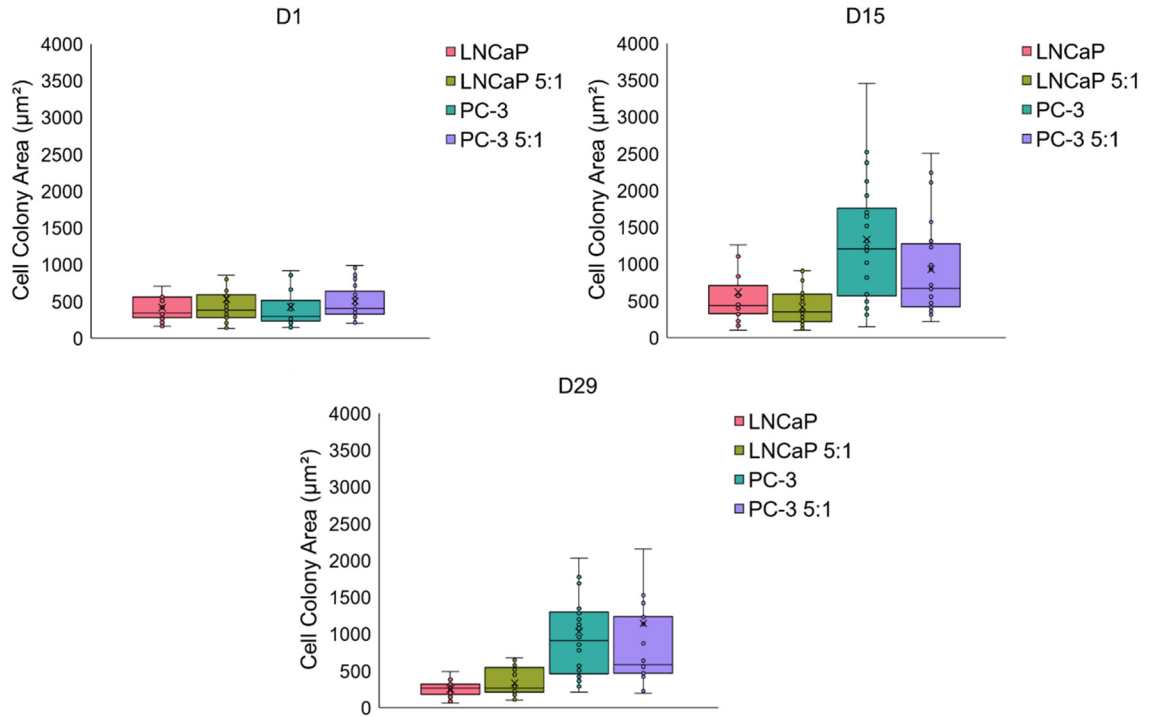 D1
Cell Colony Area (µm²)
4000
3500
3000
2500
2000
1500
1000
500
0
LNCaP
LNCaP 5:1
PC-3
PC-3 5:1
D15
Cell Colony Area (µm²)
4000
3500
3000
2500
2000
1500
1000
500
0
LNCaP
LNCaP 5:1
PC-3
PC-3 5:1
D29
Cell Colony Area (µm²)
4000
3500
3000
2500
2000
1500
1000
500
0
LNCaP
LNCaP 5:1
PC-3
PC-3 5:1